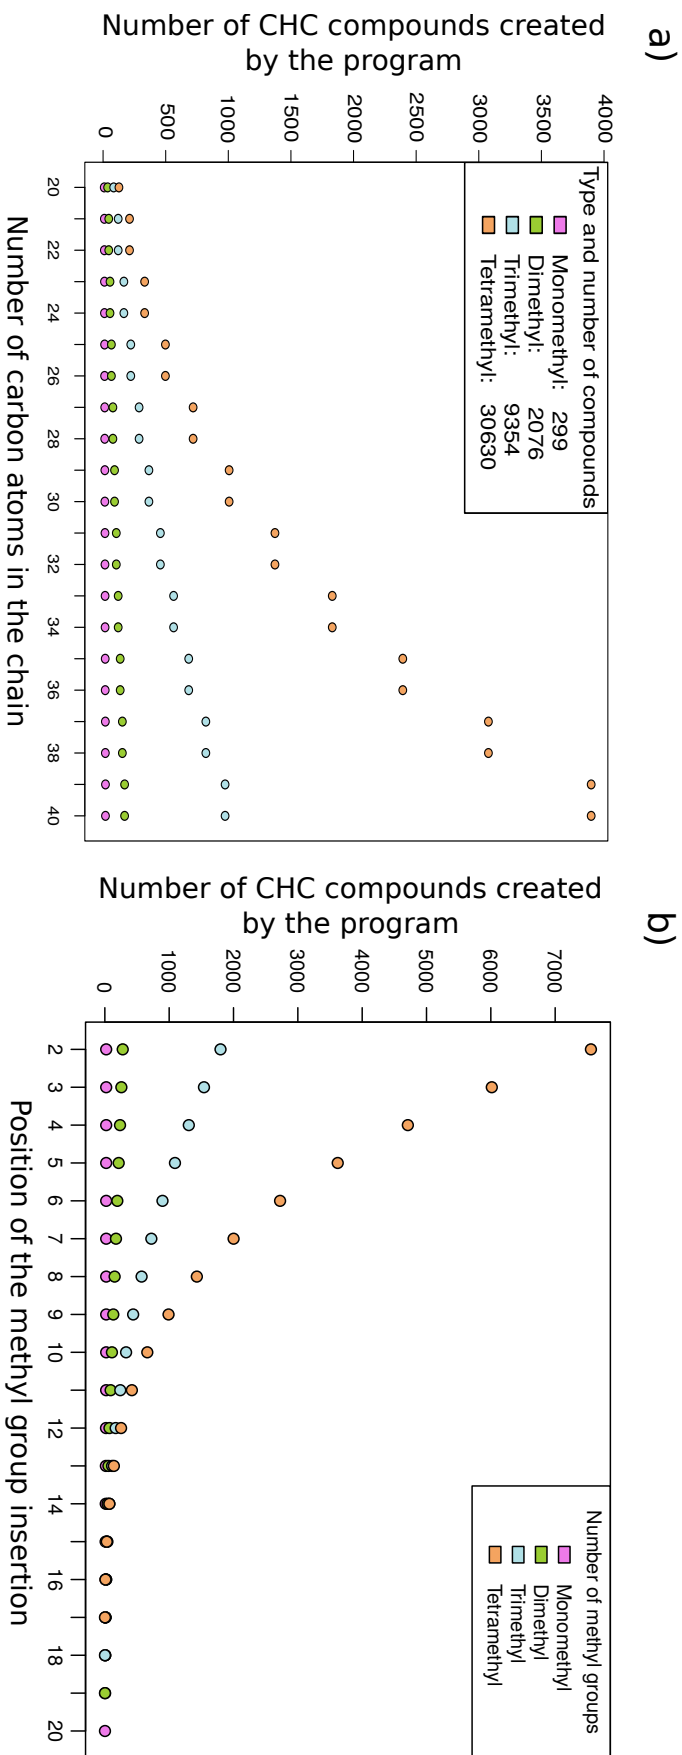 a)
Number of CHC compounds created
by the program
0
500
1000
1500
2000
2500
3000
3500
4000
Type and number of compounds
Monomethyl: 299
Dimethyl: 2076
Trimethyl: 9354
Tetramethyl: 30630
20
22
24
26
28
30
32
34
36
38
40
Number of carbon atoms in the chain
b)
Number of CHC compounds created
by the program
0
1000
2000
3000
4000
5000
6000
7000
Number of methyl groups
Monomethyl
Dimethyl
Trimethyl
Tetramethyl
2
3
4
5
6
7
8
9
10
12
14
16
18
20
Position of the methyl group insertion